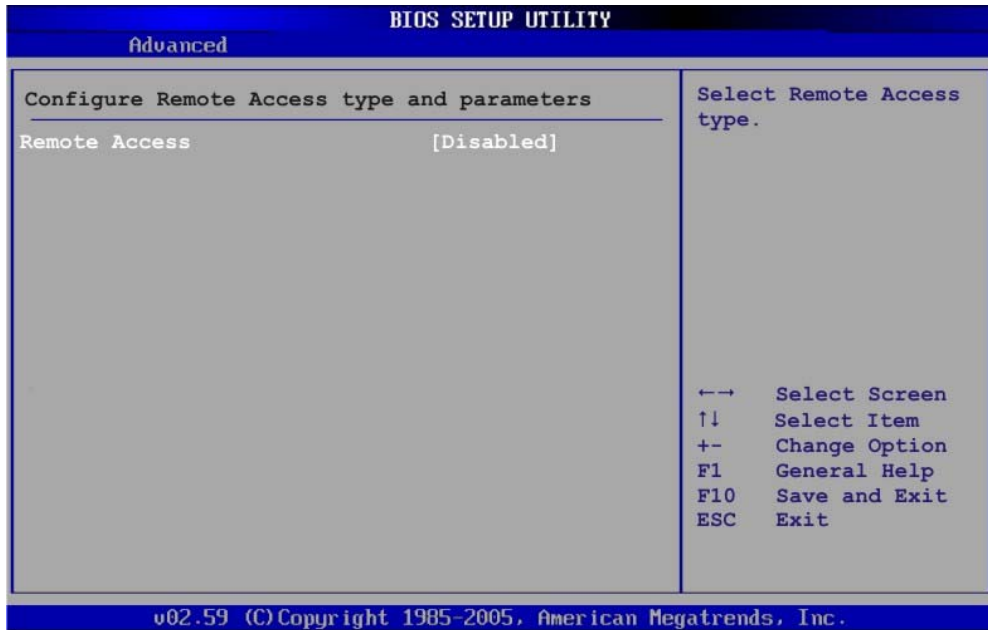 BIOS SETUP UTILITY
Advanced
Configure Remote Access type and parameters
Remote Access [Disabled]
Select Remote Access
type.
←→ Select Screen
↑↓ Select Item
+- Change Option
F1 General Help
F10 Save and Exit
ESC Exit
v02.59 (C)Copyright 1985-2005, American Megatrends, Inc.